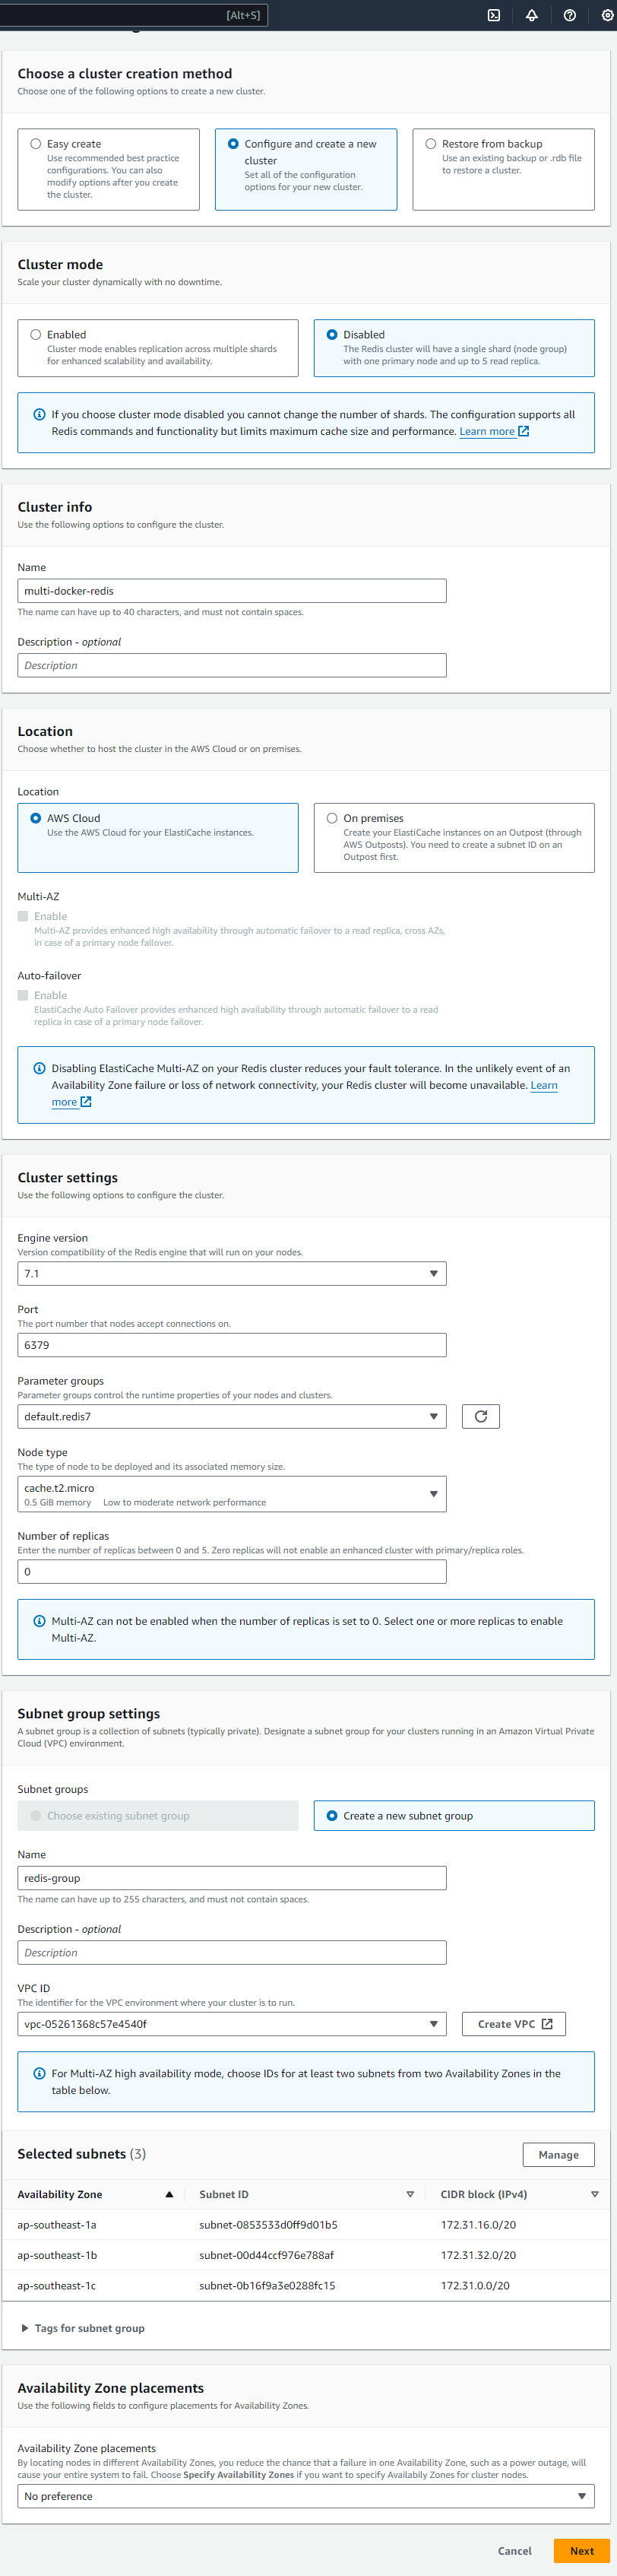 [Alt+S]
Choose a cluster creation method
Choose one of the following options to create a new cluster.
Easy create
Use recommended best practice
configurations. You can also
modify options after you create
the cluster.
Configure and create a new
cluster
Set all of the configuration
options for your new cluster.
Restore from backup
Use an existing backup or .rdb file
to restore a cluster.
Cluster mode
Scale your cluster dynamically with no downtime.
Enabled
Cluster mode enables replication across multiple shards
for enhanced scalability and availability.
Disabled
The Redis cluster will have a single shard (node group)
with one primary node and up to 5 read replica.
If you choose cluster mode disabled you cannot change the number of shards. The configuration supports all
Redis commands and functionality but limits maximum cache size and performance. Learn more
Cluster info
Use the following options to configure the cluster.
Name
multi-docker-redis
The name can have up to 40 characters, and must not contain spaces.
Description - optional
Description
Location
Choose whether to host the cluster in the AWS Cloud or on premises.
Location
AWS Cloud
Use the AWS Cloud for your ElastiCache instances.
On premises
Create your ElastiCache instances on an Outpost (through
AWS Outposts). You need to create a subnet ID on an
Outpost first.
Multi-AZ
Enable
Multi-AZ provides enhanced high availability through automatic failover to a read replica, cross AZs,
in case of a primary node failover.
Auto-failover
Enable
ElastiCache Auto Failover provides enhanced high availability through automatic failover to a read
replica in case of a primary node failover.
Disabling ElastiCache Multi-AZ on your Redis cluster reduces your fault tolerance. In the unlikely event of an
Availability Zone failure or loss of network connectivity, your Redis cluster will become unavailable. Learn
more
Cluster settings
Use the following options to configure the cluster.
Engine version
Version compatibility of the Redis engine that will run on your nodes.
7.1
Port
The port number that nodes accept connections on.
6379
Parameter groups
Parameter groups control the runtime properties of your nodes and clusters.
default.redis7
Node type
The type of node to be deployed and its associated memory size.
cache.t2.micro
0.5 GiB memory Low to moderate network performance
Number of replicas
Enter the number of replicas between 0 and 5. Zero replicas will not enable an enhanced cluster with primary/replica roles.
0
Multi-AZ can not be enabled when the number of replicas is set to 0. Select one or more replicas to enable
Multi-AZ.
Subnet group settings
A subnet group is a collection of subnets (typically private). Designate a subnet group for your clusters running in an Amazon Virtual Private
Cloud (VPC) environment.
Subnet groups
Choose existing subnet group
Create a new subnet group
Name
redis-group
The name can have up to 255 characters, and must not contain spaces.
Description - optional
Description
VPC ID
The identifier for the VPC environment where your cluster is to run.
vpc-05261368c57e4540f
Create VPC
For Multi-AZ high availability mode, choose IDs for at least two subnets from two Availability Zones in the
table below.
Selected subnets (3)
Manage
Availability Zone Subnet ID CIDR block (IPv4)
ap-southeast-1a subnet-0853533d0ff9d01b5 172.31.16.0/20
ap-southeast-1b subnet-00d44ccf976e788af 172.31.32.0/20
ap-southeast-1c subnet-0b16f9a3e0288fc15 172.31.0.0/20
Tags for subnet group
Availability Zone placements
Use the following fields to configure placements for Availability Zones.
Availability Zone placements
By locating nodes in different Availability Zones, you reduce the chance that a failure in one Availability Zone, such as a power outage, will
cause your entire system to fail. Choose Specify Availability Zones if you want to specify Availabily Zones for cluster nodes.
No preference
Cancel
Next